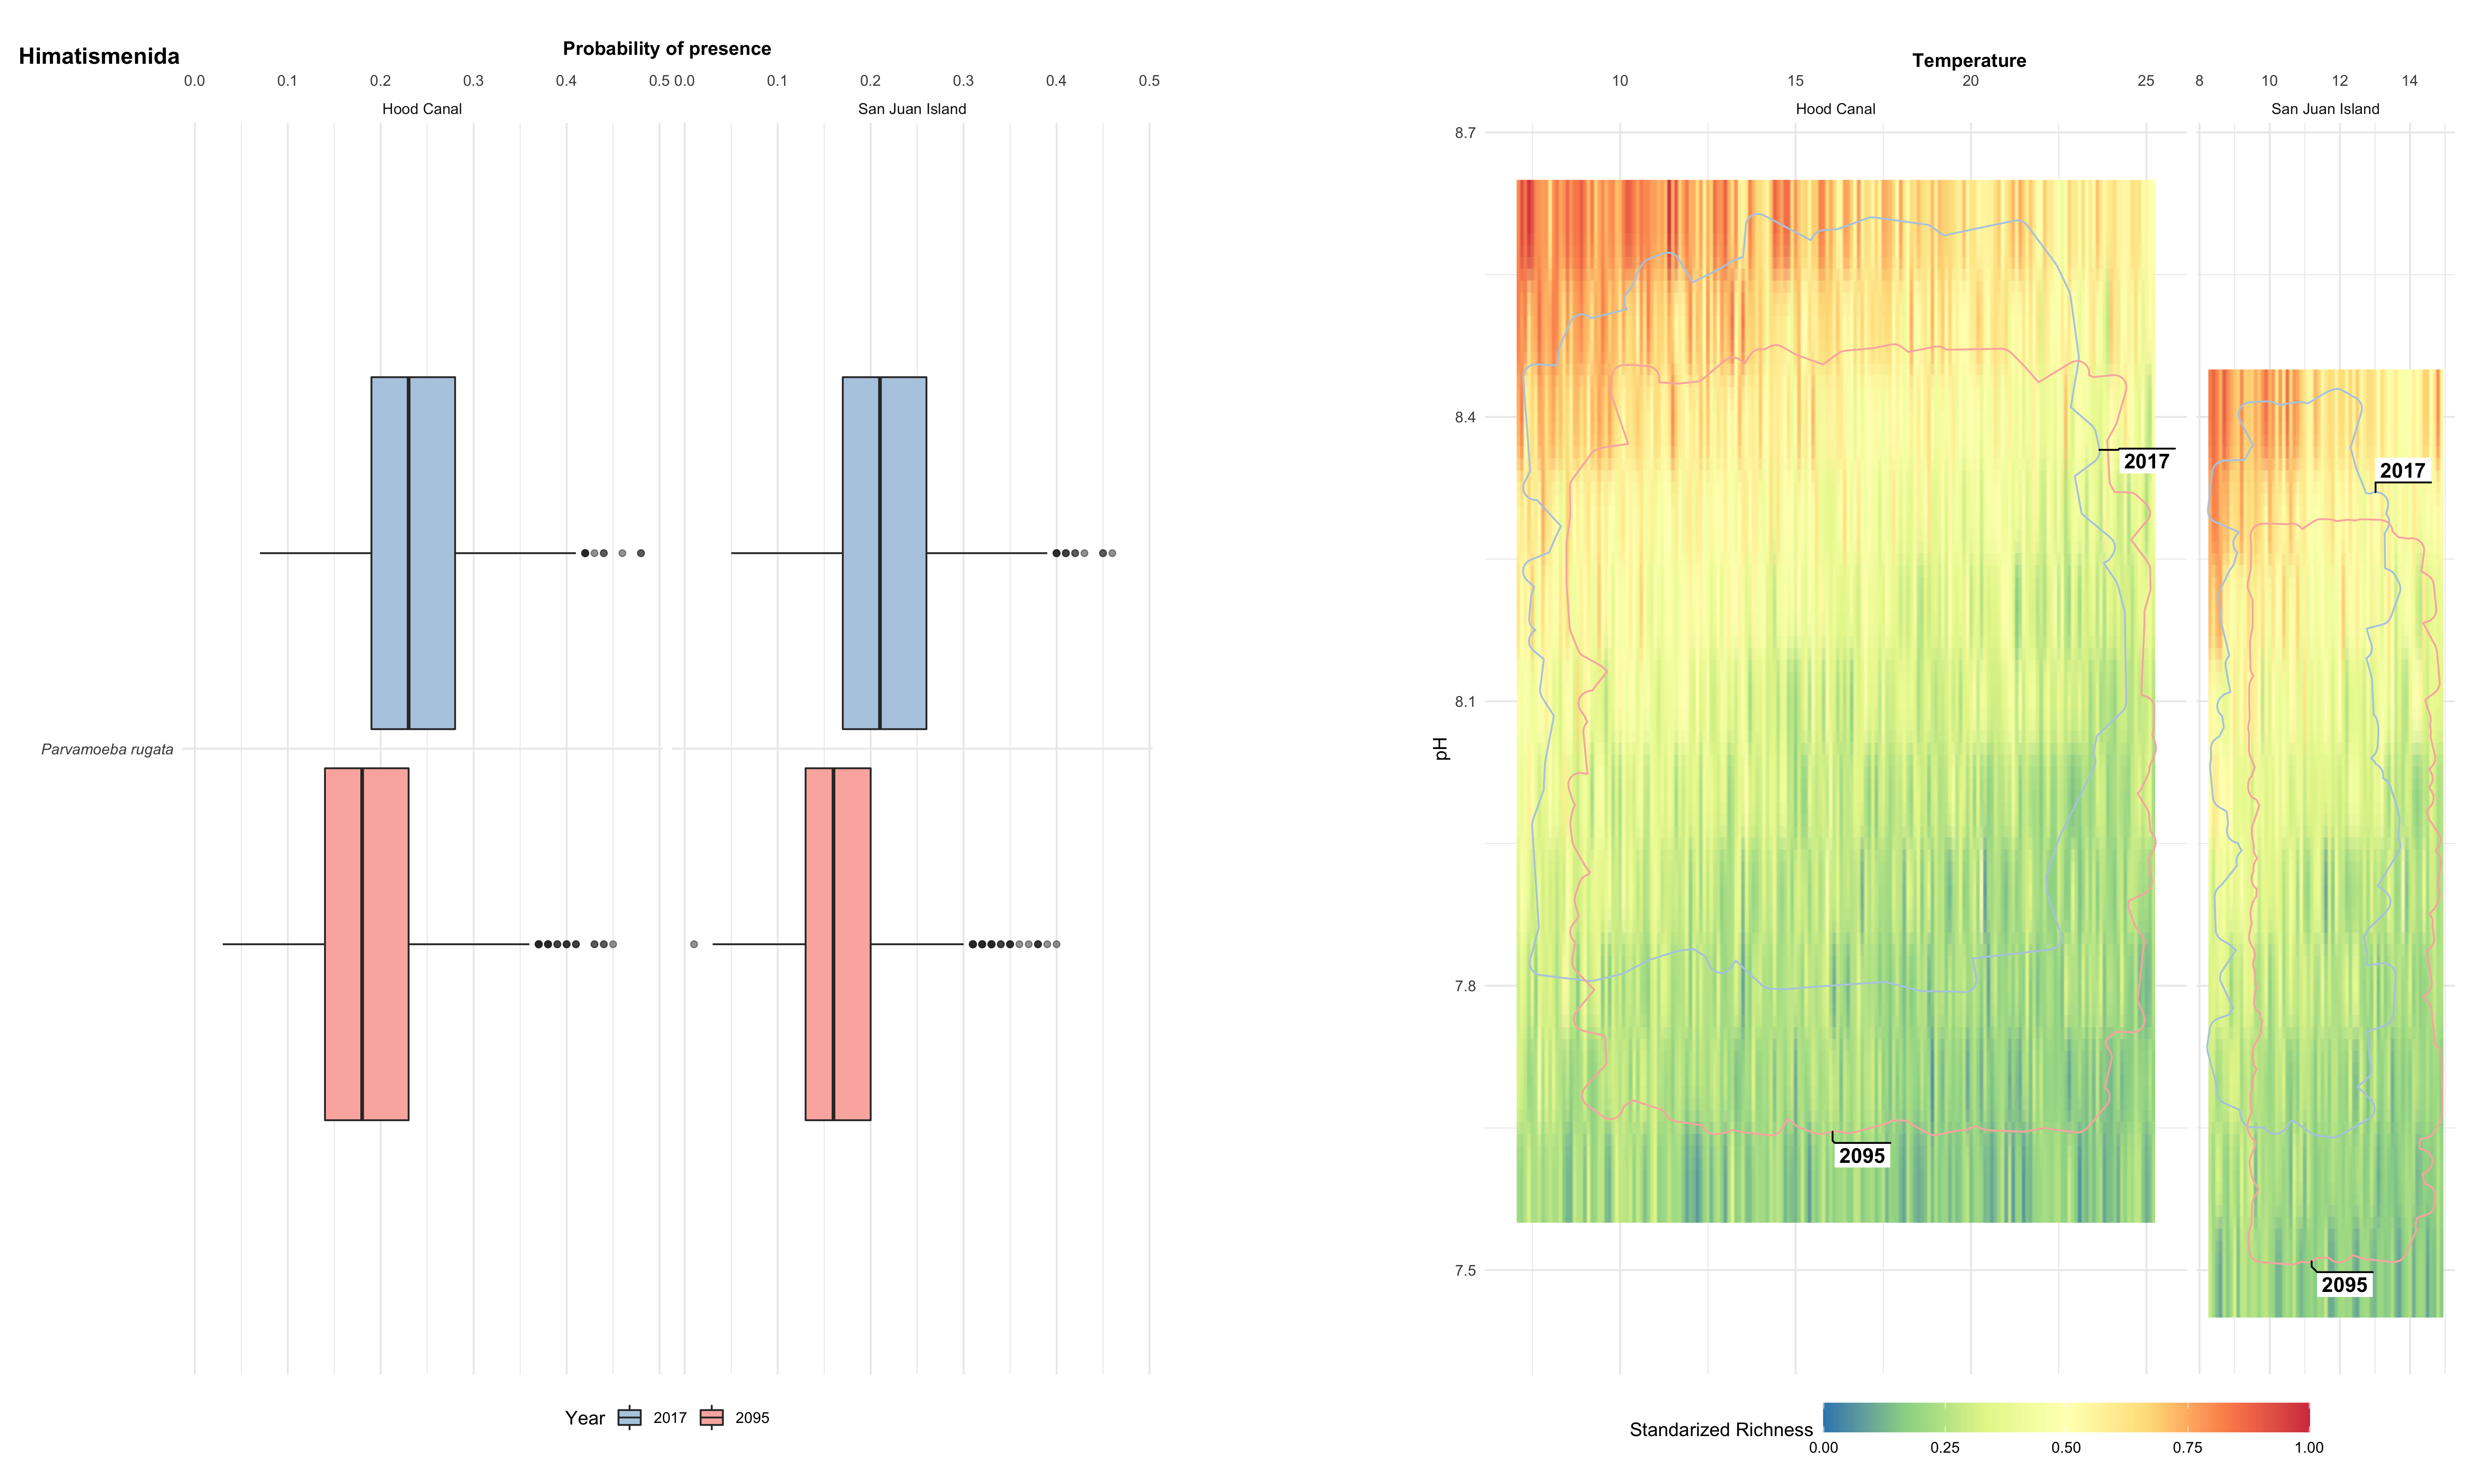 Himatismenida
Probability of presence
0.0 0.1 0.2 0.3 0.4 0.5 0.0 0.1 0.2 0.3 0.4 0.5
Hood Canal San Juan Island
Parvamoeba rugata
Year 2017 2095
Temperature
10 15 20 25 8 10 12 14
Hood Canal San Juan Island
8.7
8.4
8.1
7.8
7.5
pH
2017
2017
2095
2095
Standarized Richness
0.00 0.25 0.50 0.75 1.00